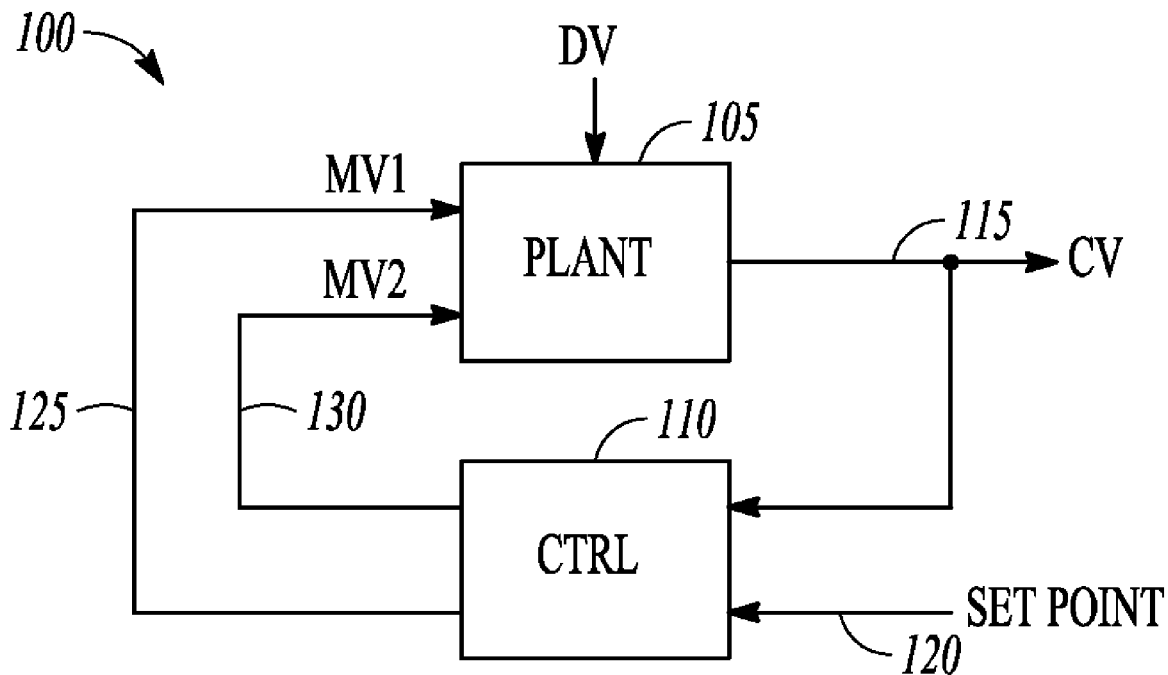 100
DV
105
MV1
115
PLANT
CV
MV2
125
130
110
CTRL
SET POINT
120